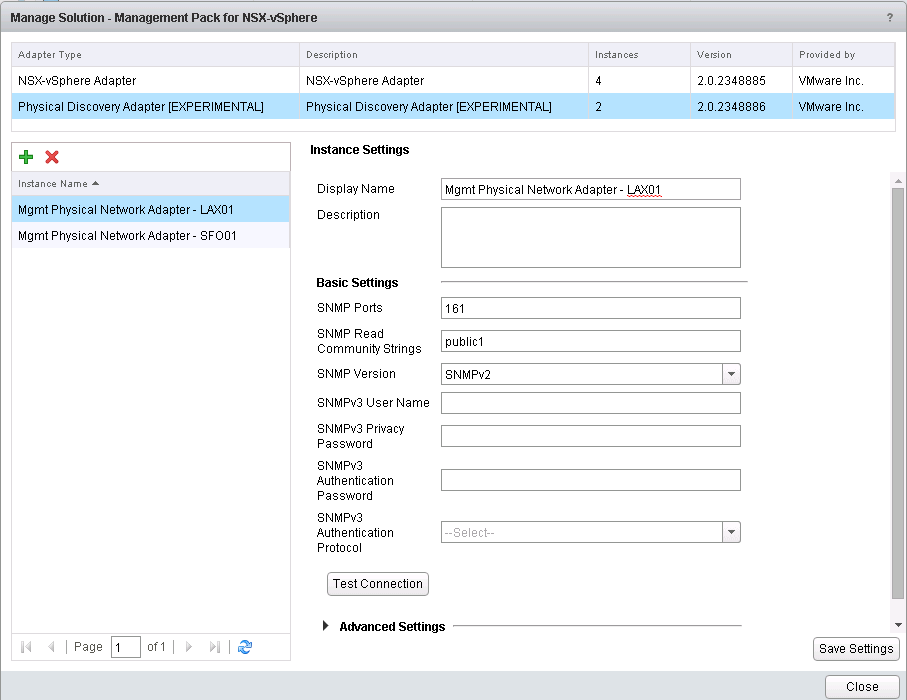 Manage Solution - Management Pack for NSX-vSphere ?
Adapter Type Description Instances Version Provided by
NSX-vSphere Adapter NSX-vSphere Adapter 4 2.0.2348885 VMware Inc.
Physical Discovery Adapter [EXPERIMENTAL] Physical Discovery Adapter [EXPERIMENTAL] 2 2.0.2348886 VMware Inc.
Instance Name
Mgmt Physical Network Adapter - LAX01
Mgmt Physical Network Adapter - SFO01
Page 1 of 1
Instance Settings
Display Name Mgmt Physical Network Adapter - LAX01
Description
Basic Settings
SNMP Ports 161
SNMP Read
Community Strings public1
SNMP Version SNMPv2
SNMPv3 User Name
SNMPv3 Privacy
Password
SNMPv3
Authentication
Password
SNMPv3
Authentication
Protocol --Select--
Test Connection
Advanced Settings
Save Settings
Close